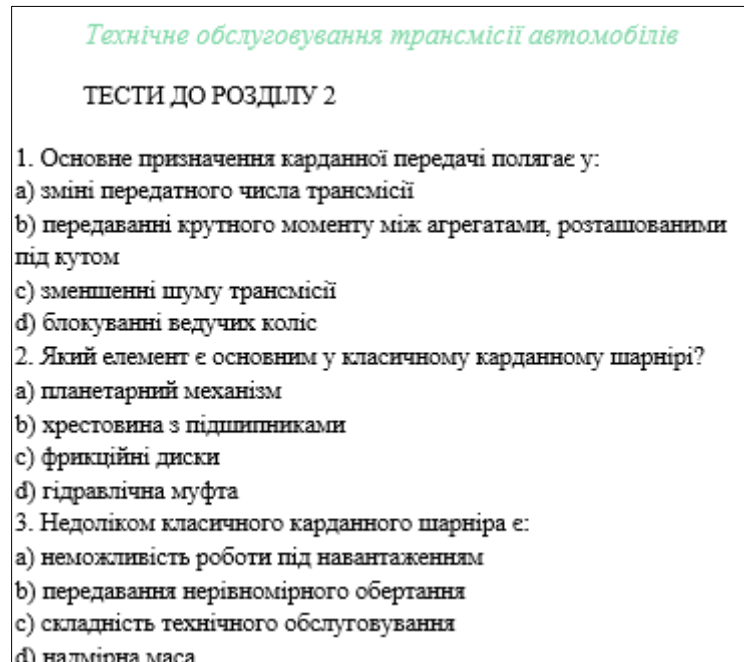 Технічне обслуговування трансмісії автомобілів
ТЕСТИ ДО РОЗДІЛУ 2
1. Основне призначення карданної передачі полягає у:
a) зміні передатного числа трансмісії
b) передаванні крутного моменту між агрегатами, розташованими
під кутом
c) зменшенні шуму трансмісії
d) блокуванні ведучих коліс
2. Який елемент є основним у класичному карданному шарнірі?
a) планетарний механізм
b) хрестовина з підшипниками
c) фрикційні диски
d) гідравлічна муфта
3. Недоліком класичного карданного шарніра є:
a) неможливість роботи під навантаженням
b) передавання нерівномірного обертання
c) складність технічного обслуговування
d) надмірна маса